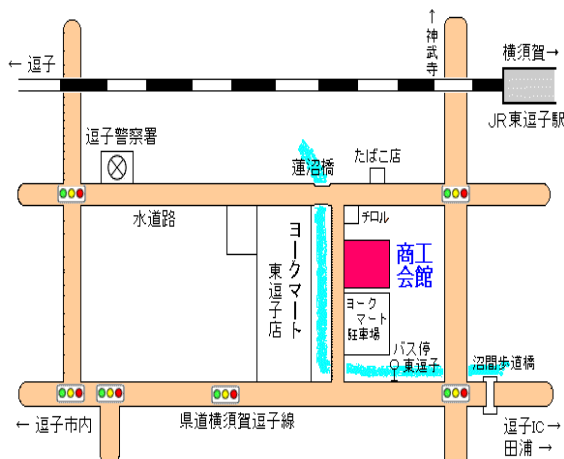 ← 逗子
↑神武寺
横須賀→
JR東逗子駅
逗子警察署
蓮沼橋
たばこ店
水道路
チロル
ヨークマート
東逗子店
商工
会館
ヨーク
マート
駐車場
バス停
東逗子
沼間歩道橋
← 逗子市内
県道横須賀逗子線
逗子IC→
田浦 →